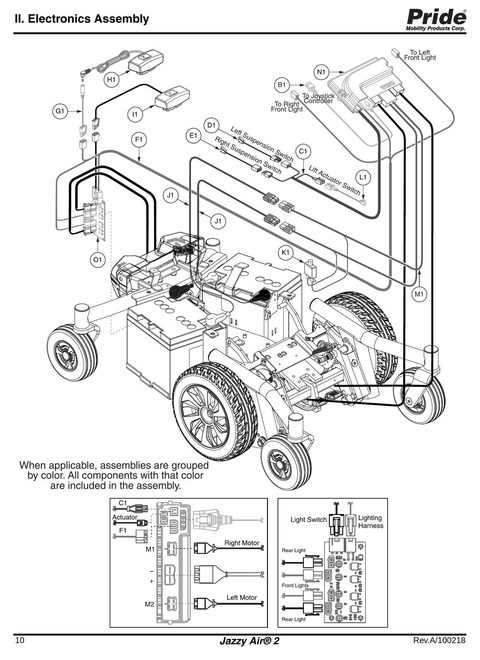 II. Electronics Assembly
Pride®
Mobility Products Corp.
H1
I1
G1
F1
E1
D1
Left Suspension Switch
Right Suspension Switch
C1
B1
N1
To Joystick
Controller
To Right
Front Light
To Left
Front Light
Lift Actuator Switch
L1
J1
J1
K1
M1
O1
When applicable, assemblies are grouped
by color. All components with that color
are included in the assembly.
C1
Actuator
F1
M1
Right Motor
–
+
M2
Left Motor
Light Switch
Lighting
Harness
Rear Light
Front Lights
Rear Light
10
Jazzy Air® 2
Rev.A/100218